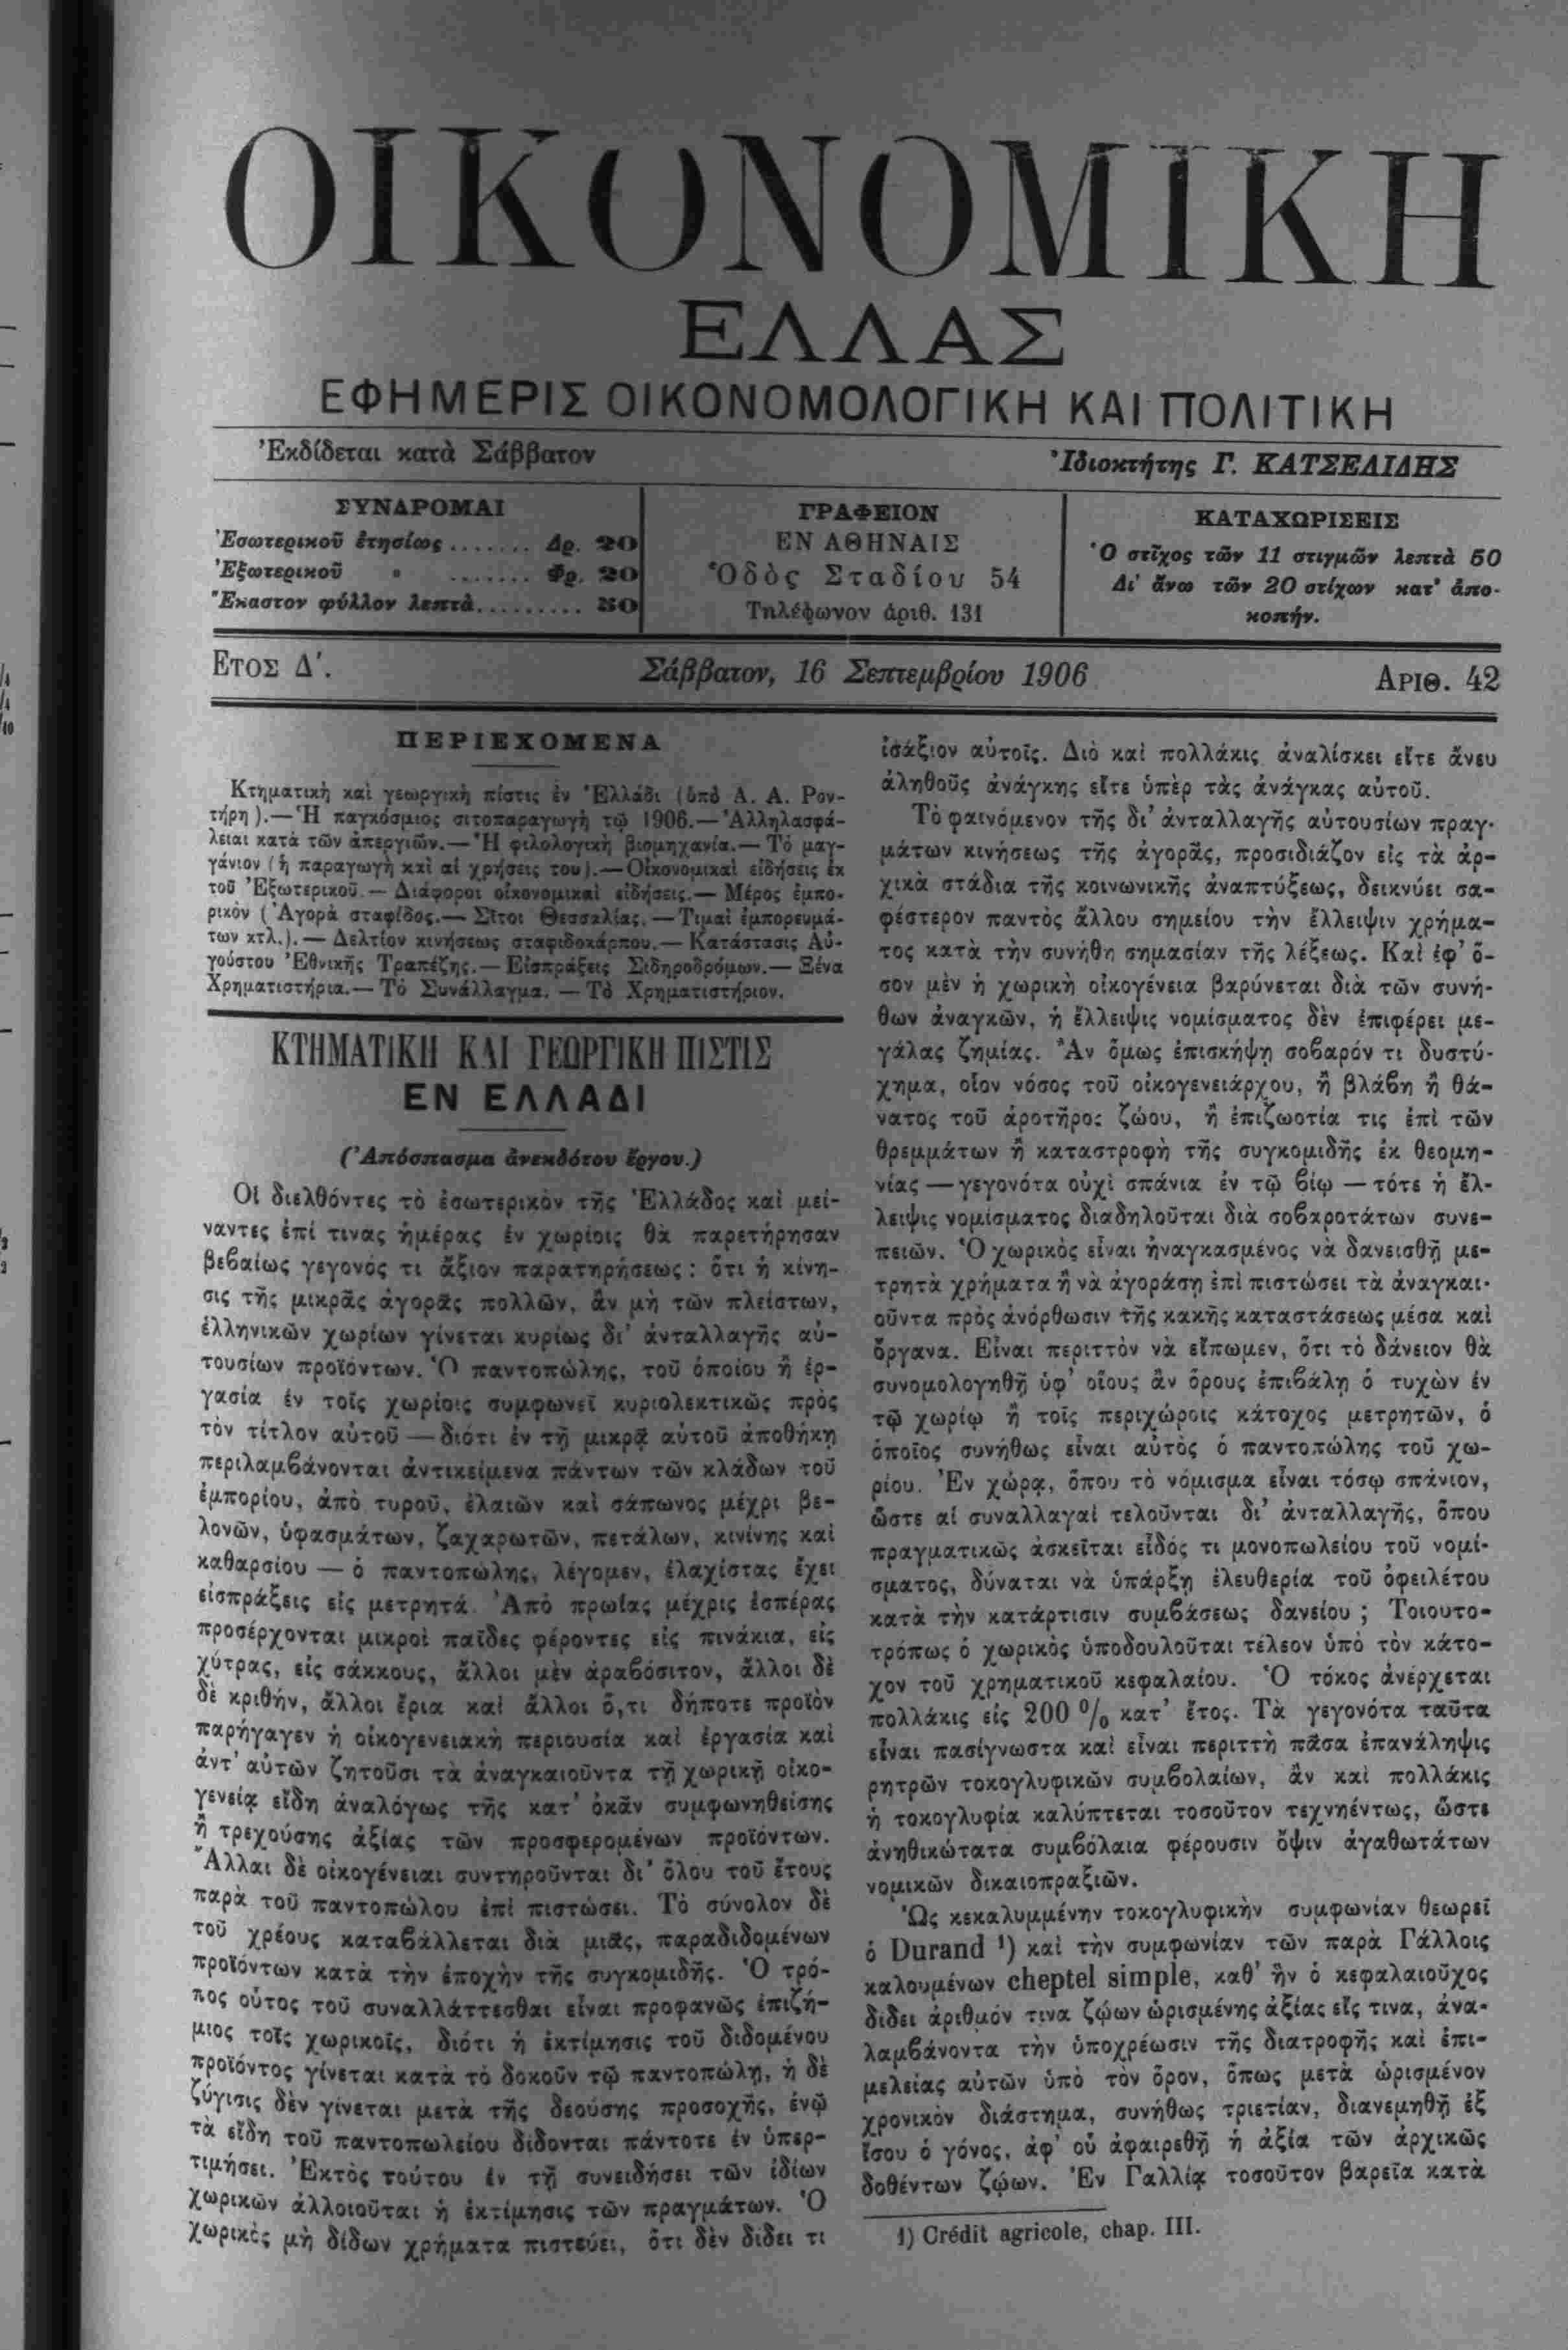 ΟΙΚΟΝΟΜΙΚΗ
ΕΛΛΑΣ
ΕΦΗΜΕΡΙΣ ΟΙΚΟΝΟΜΟΛΟΓΙΚΗ ΚΑΙ ΠΟΛΙΤΙΚΗ
Ἐκδίδεται κατὰ Σάββατον
Ἰδιοκτήτης Γ. ΚΑΤΣΕΛΙΔΗΣ
ΣΥΝΔΡΟΜΑΙ
Ἐσωτερικοῦ ἐτησίως ....... Δρ. 20
Ἐξωτερικοῦ » ....... Φρ. 20
Ἕκαστον φύλλον λεπτὰ......... 50
ΓΡΑΦΕΙΟΝ
ΕΝ ΑΘΗΝΑΙΣ
Ὁδὸς Σταδίου 54
Τηλέφωνον ἀριθ. 131
ΚΑΤΑΧΩΡΙΣΕΙΣ
Ὁ στῖχος τῶν 11 στιγμῶν λεπτὰ 50
Δι' ἄνω τῶν 20 στίχων κατ' ἀπο-
κοπήν.
ΕΤΟΣ Δ'.
Σάββατον, 16 Σεπτεμβρίου 1906
ΑΡΙΘ. 42
ΠΕΡΙΕΧΟΜΕΝΑ
Κτηματικὴ καὶ γεωργικὴ πίστις ἐν Ἑλλάδι (ὑπὸ Α. Α. Ρον-
τήρη).—Ἡ παγκόσμιος σιτοπαραγωγὴ τῷ 1906.—Ἀλληλασφά-
λειαι κατὰ τῶν ἀπεργιῶν.—Ἡ φιλολογικὴ βιομηχανία.—Τὸ μαγ-
γάνιον (ἡ παραγωγὴ καὶ αἱ χρήσεις του).—Οἰκονομικαὶ εἰδήσεις ἐκ
τοῦ Ἐξωτερικοῦ.— Διάφοροι οἰκονομικαὶ εἰδήσεις.— Μέρος ἐμπο-
ρικὸν (Ἀγορὰ σταφίδος.— Σῖτοι Θεσσαλίας.—Τιμαὶ ἐμπορευμά-
των κτλ.).— Δελτίον κινήσεως σταφιδοκάρπου.— Κατάστασις Αὐ-
γούστου Ἐθνικῆς Τραπέζης.— Εἰσπράξεις Σιδηροδρόμων.— Ξένα
Χρηματιστήρια.— Τὸ Συνάλλαγμα. — Τὸ Χρηματιστήριον.
ΚΤΗΜΑΤΙΚΗ ΚΑΙ ΓΕΩΡΓΙΚΗ ΠΙΣΤΙΣ
ΕΝ ΕΛΛΑΔΙ
(Ἀπόσπασμα ἀνεκδότου ἔργου.)
Οἱ διελθόντες τὸ ἐσωτερικὸν τῆς Ἑλλάδος καὶ μεί-
ναντες ἐπί τινας ἡμέρας ἐν χωρίοις θὰ παρετήρησαν
βεβαίως γεγονός τι ἄξιον παρατηρήσεως: ὅτι ἡ κίνη-
σις τῆς μικρᾶς ἀγορᾶς πολλῶν, ἂν μὴ τῶν πλείστων,
ἑλληνικῶν χωρίων γίνεται κυρίως δι' ἀνταλλαγῆς αὐ-
τουσίων προϊόντων. Ὁ παντοπώλης, τοῦ ὁποίου ἡ ἐρ-
γασία ἐν τοῖς χωρίοις συμφωνεῖ κυριολεκτικῶς πρὸς
τὸν τίτλον αὐτοῦ — διότι ἐν τῇ μικρᾷ αὐτοῦ ἀποθήκῃ
περιλαμβάνονται ἀντικείμενα πάντων τῶν κλάδων τοῦ
ἐμπορίου, ἀπὸ τυροῦ, ἐλαιῶν καὶ σάπωνος μέχρι βε-
λονῶν, ὑφασμάτων, ζαχαρωτῶν, πετάλων, κινίνης καὶ
καθαρσίου — ὁ παντοπώλης, λέγομεν, ἐλαχίστας ἔχει
εἰσπράξεις εἰς μετρητά. Ἀπὸ πρωίας μέχρις ἑσπέρας
προσέρχονται μικροὶ παῖδες φέροντες εἰς πινάκια, εἰς
χύτρας, εἰς σάκκους, ἄλλοι μὲν ἀραβόσιτον, ἄλλοι δὲ
δὲ κριθήν, ἄλλοι ἔρια καὶ ἄλλοι ὅ,τι δήποτε προϊὸν
παρήγαγεν ἡ οἰκογενειακὴ περιουσία καὶ ἐργασία καὶ
ἀντ' αὐτῶν ζητοῦσι τὰ ἀναγκαιοῦντα τῇ χωρικῇ οἰκο-
γενείᾳ εἴδη ἀναλόγως τῆς κατ' ὀκᾶν συμφωνηθείσης
ἢ τρεχούσης ἀξίας τῶν προσφερομένων προϊόντων.
Ἄλλαι δὲ οἰκογένειαι συντηροῦνται δι' ὅλου τοῦ ἔτους
παρὰ τοῦ παντοπώλου ἐπὶ πιστώσει. Τὸ σύνολον δὲ
τοῦ χρέους καταβάλλεται διὰ μιᾶς, παραδιδομένων
προϊόντων κατὰ τὴν ἐποχὴν τῆς συγκομιδῆς. Ὁ τρό-
πος οὗτος τοῦ συναλλάττεσθαι εἶναι προφανῶς ἐπιζή-
μιος τοῖς χωρικοῖς, διότι ἡ ἐκτίμησις τοῦ διδομένου
προϊόντος γίνεται κατὰ τὸ δοκοῦν τῷ παντοπώλῃ, ἡ δὲ
ζύγισις δὲν γίνεται μετὰ τῆς δεούσης προσοχῆς, ἐνῷ
τὰ εἴδη τοῦ παντοπωλείου δίδονται πάντοτε ἐν ὑπερ-
τιμήσει. Ἐκτὸς τούτου ἐν τῇ συνειδήσει τῶν ἰδίων
χωρικῶν ἀλλοιοῦται ἡ ἐκτίμησις τῶν πραγμάτων. Ὁ
χωρικὸς μὴ δίδων χρήματα πιστεύει, ὅτι δὲν δίδει τι
ἰσάξιον αὐτοῖς. Διὸ καὶ πολλάκις ἀναλίσκει εἴτε ἄνευ
ἀληθοῦς ἀνάγκης εἴτε ὑπὲρ τὰς ἀνάγκας αὐτοῦ.
Τὸ φαινόμενον τῆς δι' ἀνταλλαγῆς αὐτουσίων πραγ-
μάτων κινήσεως τῆς ἀγορᾶς, προσιδιάζον εἰς τὰ ἀρ-
χικὰ στάδια τῆς κοινωνικῆς ἀναπτύξεως, δεικνύει σα-
φέστερον παντὸς ἄλλου σημείου τὴν ἔλλειψιν χρήμα-
τος κατὰ τὴν συνήθη σημασίαν τῆς λέξεως. Καὶ ἐφ' ὅ-
σον μὲν ἡ χωρικὴ οἰκογένεια βαρύνεται διὰ τῶν συνή-
θων ἀναγκῶν, ἡ ἔλλειψις νομίσματος δὲν ἐπιφέρει με-
γάλας ζημίας. Ἂν ὅμως ἐπισκήψῃ σοβαρόν τι δυστύ-
χημα, οἷον νόσος τοῦ οἰκογενειάρχου, ἢ βλάβη ἢ θά-
νατος τοῦ ἀροτῆρος ζώου, ἢ ἐπιζωοτία τις ἐπὶ τῶν
θρεμμάτων ἢ καταστροφὴ τῆς συγκομιδῆς ἐκ θεομη-
νίας — γεγονότα οὐχὶ σπάνια ἐν τῷ βίῳ — τότε ἡ ἔλ-
λειψις νομίσματος διαδηλοῦται διὰ σοβαροτάτων συνε-
πειῶν. Ὁ χωρικὸς εἶναι ἠναγκασμένος νὰ δανεισθῇ με-
τρητὰ χρήματα ἢ νὰ ἀγοράσῃ ἐπὶ πιστώσει τὰ ἀναγκαι-
οῦντα πρὸς ἀνόρθωσιν τῆς κακῆς καταστάσεως μέσα καὶ
ὄργανα. Εἶναι περιττὸν νὰ εἴπωμεν, ὅτι τὸ δάνειον θὰ
συνομολογηθῇ ὑφ' οἵους ἂν ὅρους ἐπιβάλῃ ὁ τυχὼν ἐν
τῷ χωρίῳ ἢ τοῖς περιχώροις κάτοχος μετρητῶν, ὁ
ὁποῖος συνήθως εἶναι αὐτὸς ὁ παντοπώλης τοῦ χω-
ρίου. Ἐν χώρᾳ, ὅπου τὸ νόμισμα εἶναι τόσῳ σπάνιον,
ὥστε αἱ συναλλαγαὶ τελοῦνται δι' ἀνταλλαγῆς, ὅπου
πραγματικῶς ἀσκεῖται εἶδός τι μονοπωλείου τοῦ νομί-
σματος, δύναται νὰ ὑπάρξῃ ἐλευθερία τοῦ ὀφειλέτου
κατὰ τὴν κατάρτισιν συμβάσεως δανείου ; Τοιουτο-
τρόπως ὁ χωρικὸς ὑποδουλοῦται τέλεον ὑπὸ τὸν κάτο-
χον τοῦ χρηματικοῦ κεφαλαίου. Ὁ τόκος ἀνέρχεται
πολλάκις εἰς 200 % κατ' ἔτος. Τὰ γεγονότα ταῦτα
εἶναι πασίγνωστα καὶ εἶναι περιττὴ πᾶσα ἐπανάληψις
ρητρῶν τοκογλυφικῶν συμβολαίων, ἂν καὶ πολλάκις
ἡ τοκογλυφία καλύπτεται τοσοῦτον τεχνηέντως, ὥστε
ἀνηθικώτατα συμβόλαια φέρουσιν ὄψιν ἀγαθωτάτων
νομικῶν δικαιοπραξιῶν.
Ὡς κεκαλυμμένην τοκογλυφικὴν συμφωνίαν θεωρεῖ
ὁ Durand ¹) καὶ τὴν συμφωνίαν τῶν παρὰ Γάλλοις
καλουμένων cheptel simple, καθ' ἣν ὁ κεφαλαιοῦχος
δίδει ἀριθμόν τινα ζῴων ὡρισμένης ἀξίας εἴς τινα, ἀνα-
λαμβάνοντα τὴν ὑποχρέωσιν τῆς διατροφῆς καὶ ἐπι-
μελείας αὐτῶν ὑπὸ τὸν ὅρον, ὅπως μετὰ ὡρισμένον
χρονικὸν διάστημα, συνήθως τριετίαν, διανεμηθῇ ἐξ
ἴσου ὁ γόνος, ἀφ' οὗ ἀφαιρεθῇ ἡ ἀξία τῶν ἀρχικῶς
δοθέντων ζῴων. Ἐν Γαλλίᾳ τοσοῦτον βαρεῖα κατὰ
1) Crédit agricole, chap. III.